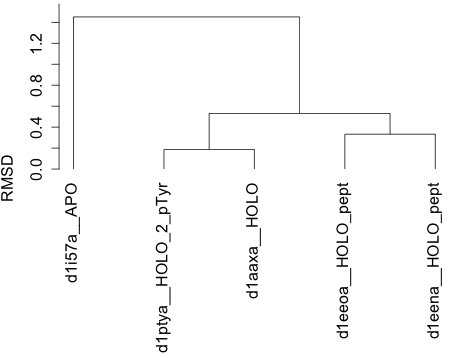 RMSD
0.0 0.4 0.8 1.2
d1i57a__APO
d1ptya__HOLO_2_pTyr
d1aaxa__HOLO
d1eeoa__HOLO_pept
d1eena__HOLO_pept